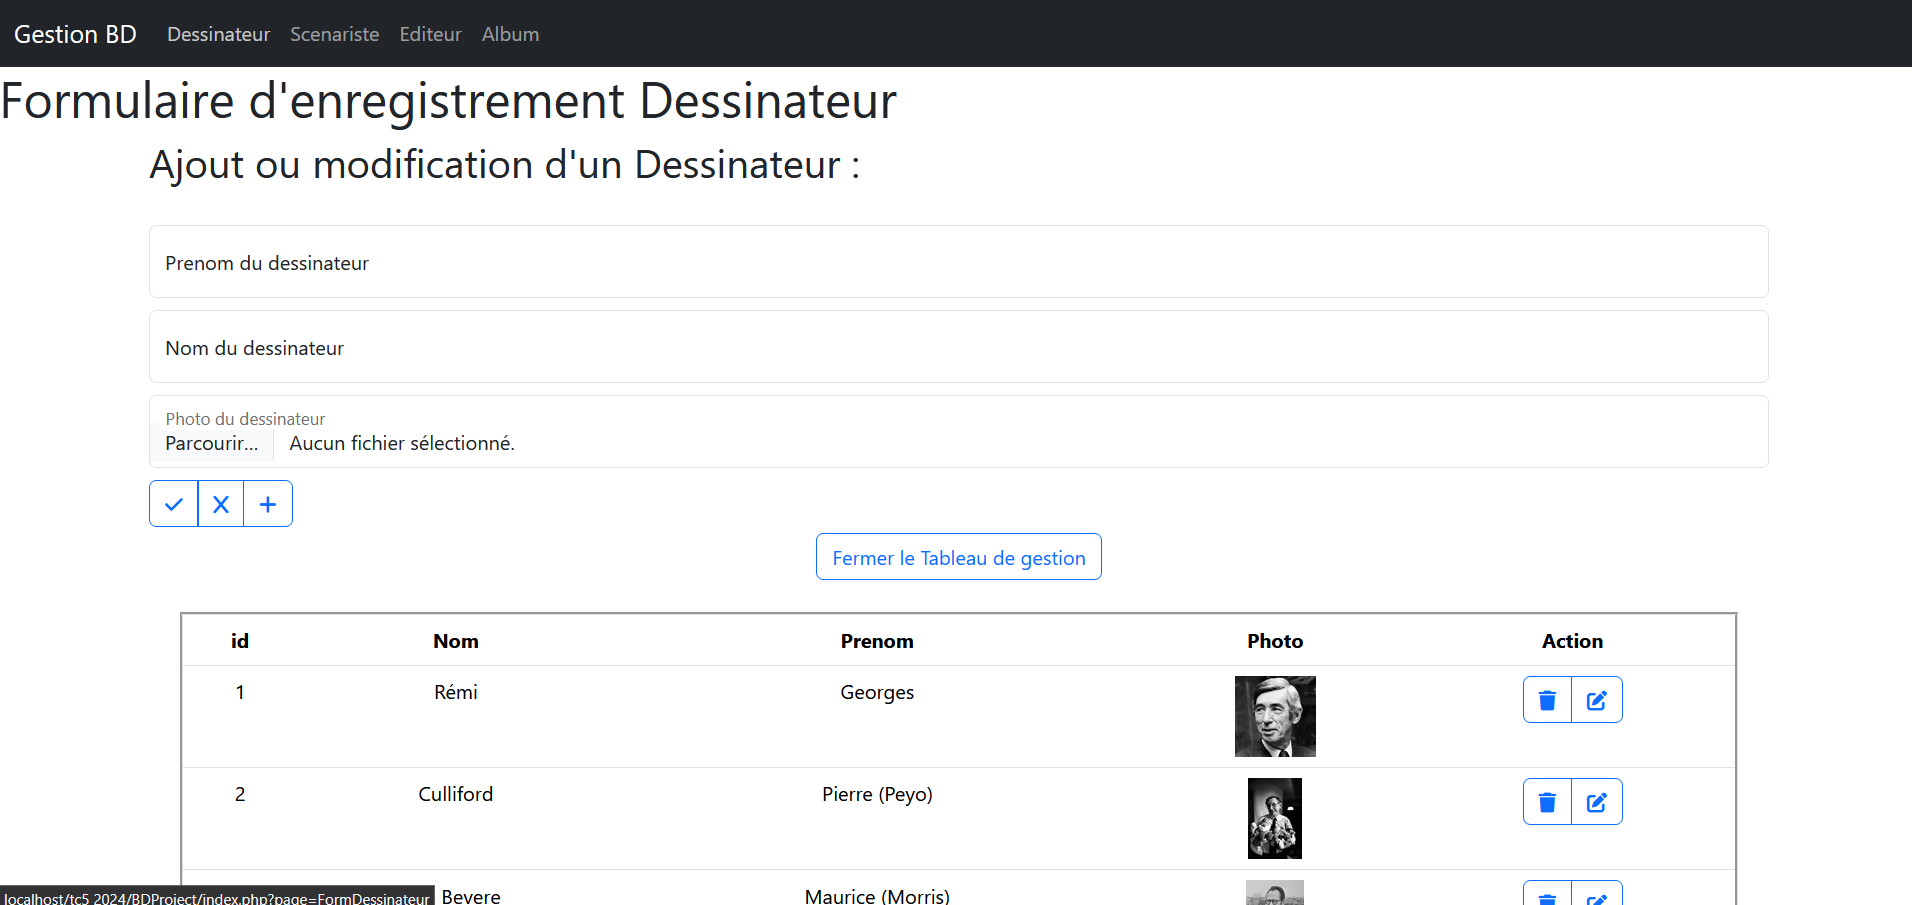 Gestion BD Dessinateur Scenariste Editeur Album
Formulaire d'enregistrement Dessinateur
Ajout ou modification d'un Dessinateur :
Prenom du dessinateur
Nom du dessinateur
Photo du dessinateur
Parcourir... Aucun fichier sélectionné.
Fermer le Tableau de gestion
id Nom Prenom Photo Action
1 Rémi Georges
2 Culliford Pierre (Peyo)
Bevere Maurice (Morris)
localhost/tc5_2024/BDProject/index.php?page=FormDessinateur